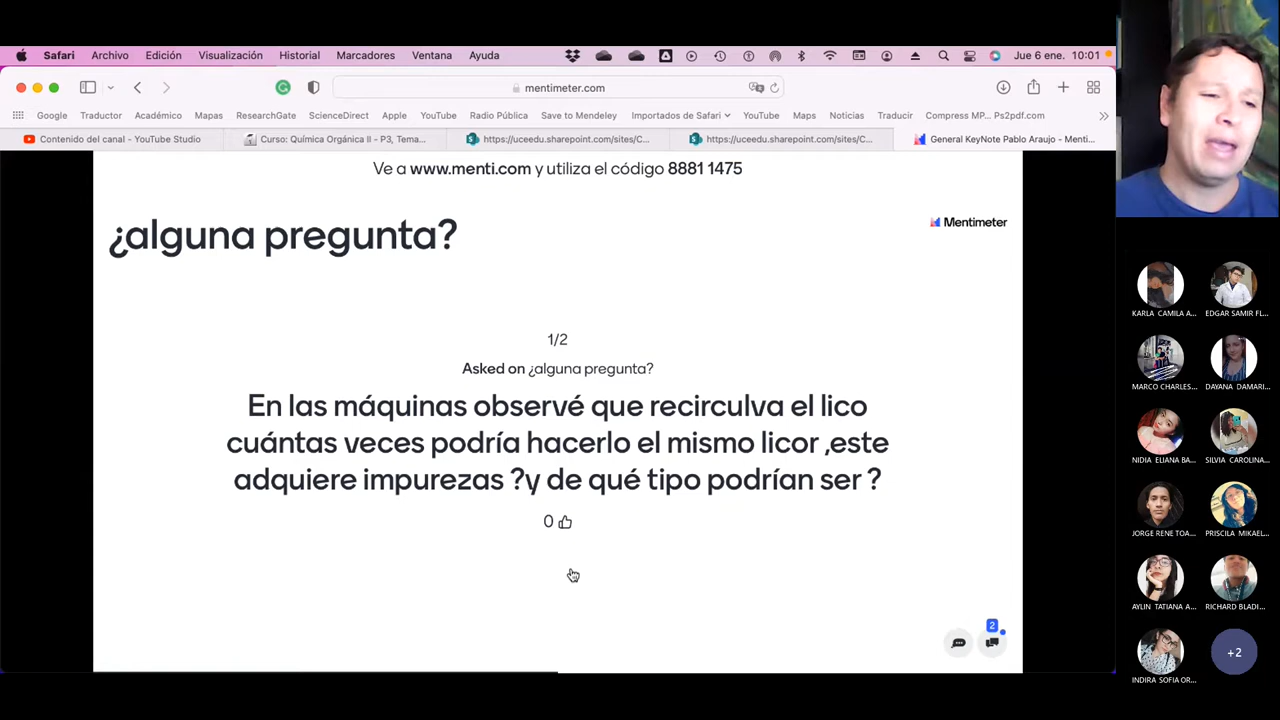 Safari Archivo Edición Visualización Historial Marcadores Ventana Ayuda Jue 6 ene. 10:01
mentimeter.com
Google Traductor Académico Mapas ResearchGate ScienceDirect Apple YouTube Radio Pública Save to Mendeley Importados de Safari YouTube Maps Noticias Traducir Compress MP... Ps2pdf.com
Contenido del canal - YouTube Studio Curso: Química Orgánica II – P3, Tema... https://uceedu.sharepoint.com/sites/C... https://uceedu.sharepoint.com/sites/C... General KeyNote Pablo Araujo - Menti...
Ve a www.menti.com y utiliza el código 8881 1475
¿alguna pregunta?
Mentimeter
1/2
Asked on ¿alguna pregunta?
En las máquinas observé que recirculva el lico
cuántas veces podría hacerlo el mismo licor ,este
adquiere impurezas ?y de qué tipo podrían ser ?
0
2
KARLA CAMILA A... EDGAR SAMIR FL...
MARCO CHARLES... DAYANA DAMARI...
NIDIA ELIANA BA... SILVIA CAROLINA...
JORGE RENE TOA... PRISCILA MIKAEL...
AYLIN TATIANA A... RICHARD BLADI...
INDIRA SOFIA OR... +2